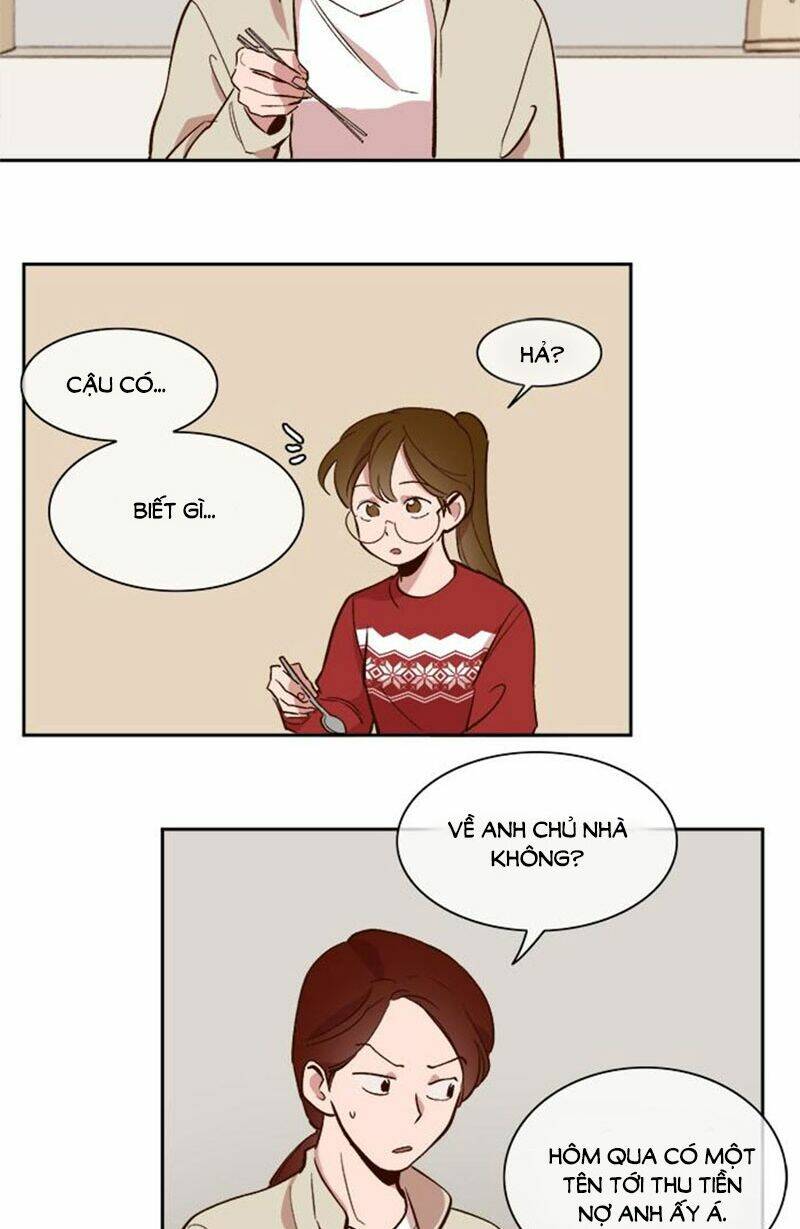 CẬU CÓ...
HẢ?
BIẾT GÌ...
VỀ ANH CHỦ NHÀ
KHÔNG?
HÔM QUA CÓ MỘT
TÊN TỚI THU TIỀN
NỢ ANH ẤY Á.